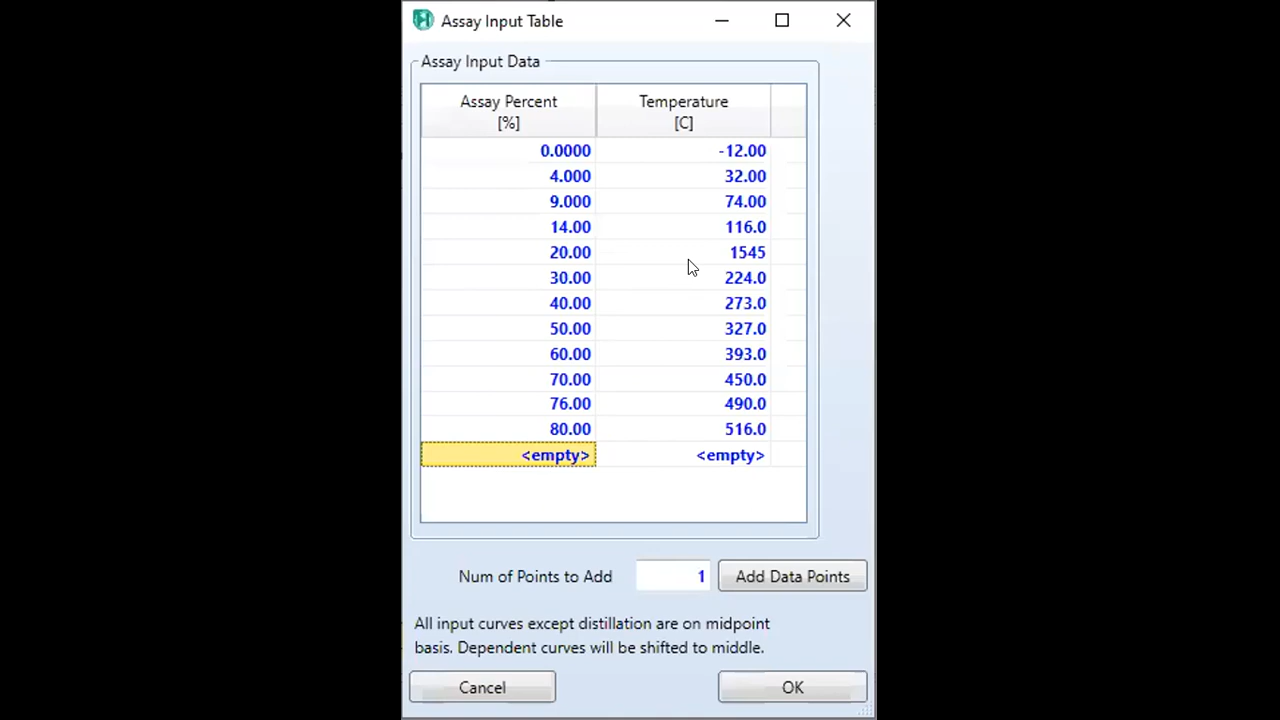 Assay Input Table
Assay Input Data
Assay Percent Temperature
[%] [C]
0.0000 -12.00
4.000 32.00
9.000 74.00
14.00 116.0
20.00 1545
30.00 224.0
40.00 273.0
50.00 327.0
60.00 393.0
70.00 450.0
76.00 490.0
80.00 516.0
<empty> <empty>
Num of Points to Add 1 Add Data Points
All input curves except distillation are on midpoint
basis. Dependent curves will be shifted to middle.
Cancel OK